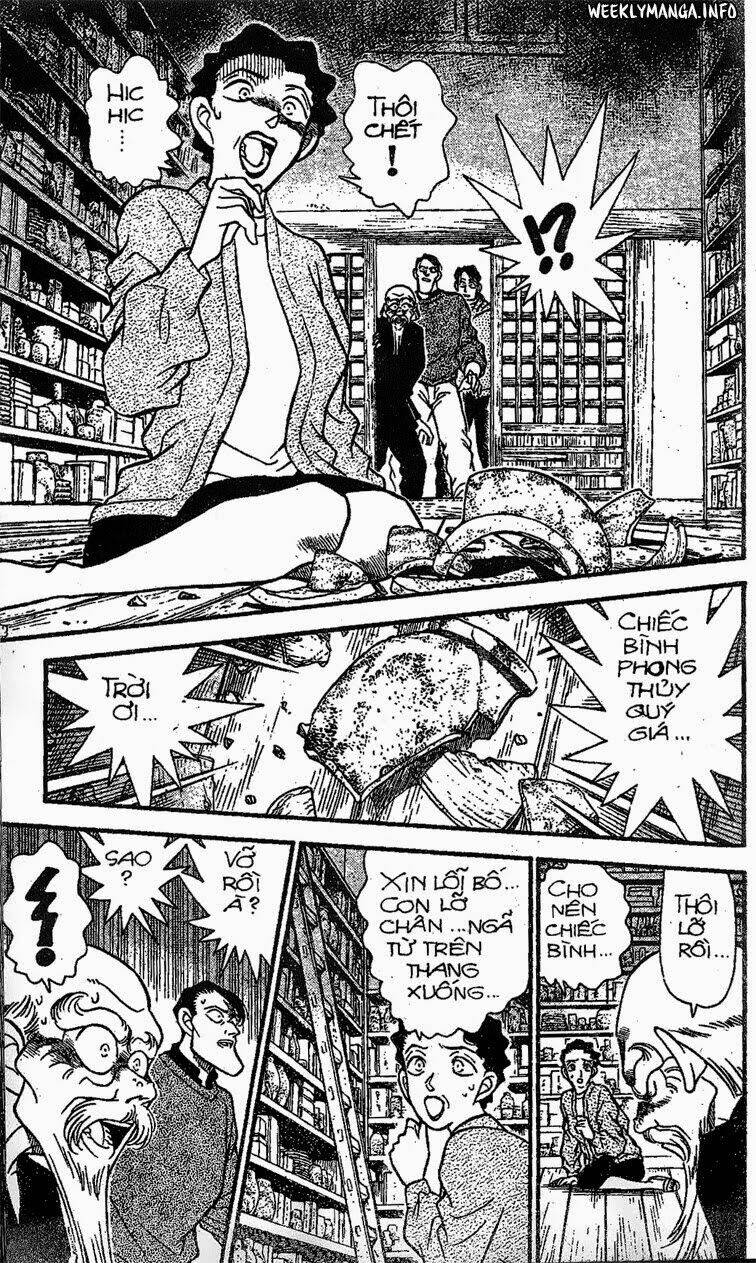 WEEKLYMANGA.INFO
HIC
HIC
....
THÔI
CHẾT
!
!?
TRỜI
ƠI...
CHIẾC
BÌNH
PHONG
THỦY
QUÝ
GIÁ...
!
SAO
?
VỠ
RỒI
À?
XIN LỖI BỐ...
CON LỠ
CHÂN...NGÃ
TỪ TRÊN
THANG
XUỐNG...
CHO
NÊN
CHIẾC
BÌNH...
THÔI
LỠ
RỒI...